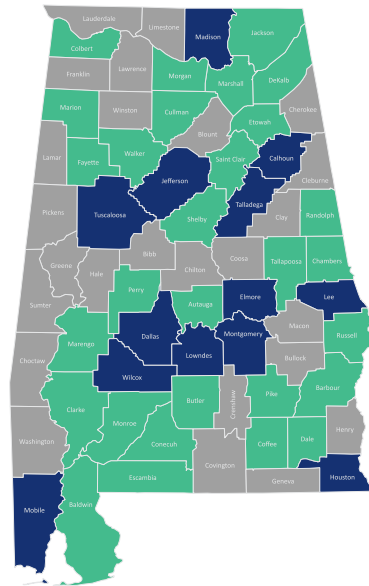 Lauderdale
Limestone
Madison
Jackson
Colbert
Franklin
Lawrence
Morgan
Marshall
DeKalb
Marion
Winston
Cullman
Cherokee
Etowah
Blount
Lamar
Fayette
Walker
Saint Clair
Calhoun
Jefferson
Cleburne
Talladega
Pickens
Tuscaloosa
Shelby
Clay
Randolph
Bibb
Coosa
Tallapoosa
Chambers
Greene
Hale
Chilton
Perry
Sumter
Autauga
Elmore
Lee
Macon
Dallas
Montgomery
Russell
Marengo
Choctaw
Lowndes
Bullock
Wilcox
Barbour
Clarke
Butler
Crenshaw
Pike
Monroe
Washington
Conecuh
Coffee
Dale
Henry
Covington
Escambia
Geneva
Houston
Mobile
Baldwin